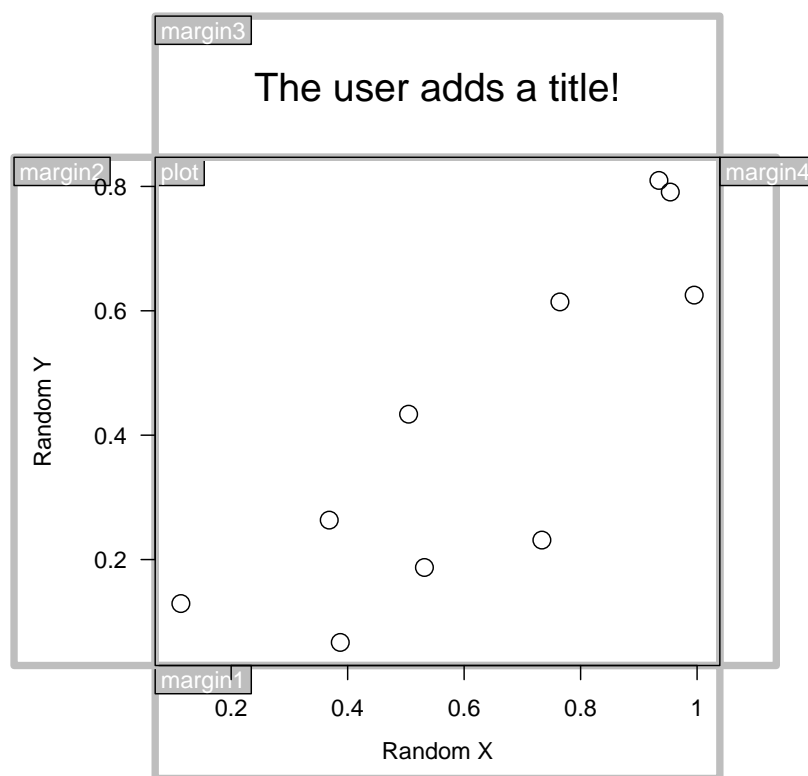 margin3
The user adds a title!
margin2
plot
margin4
0.8
0.6
Random Y
0.4
0.2
margin1
0.2 0.4 0.6 0.8 1
Random X